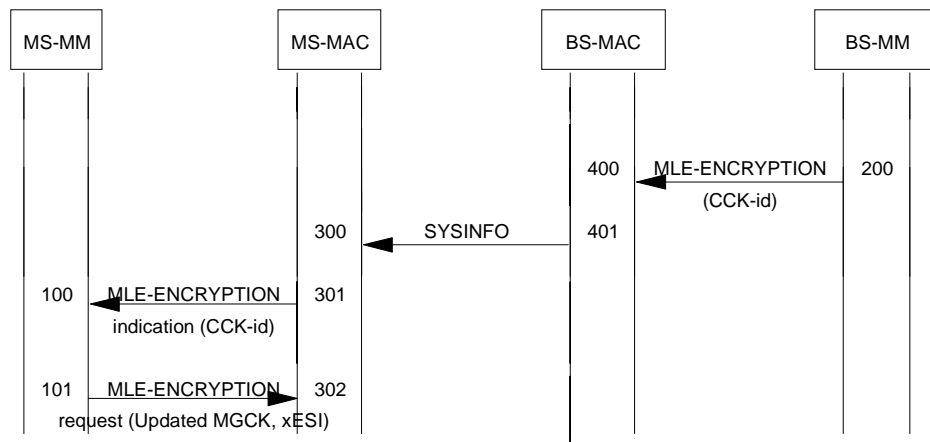 MS-MM MS-MAC BS-MAC BS-MM
400 MLE-ENCRYPTION 200
(CCK-id)
300 SYSINFO 401
100 MLE-ENCRYPTION 301
indication (CCK-id)
101 MLE-ENCRYPTION 302
request (Updated MGCK, xESI)